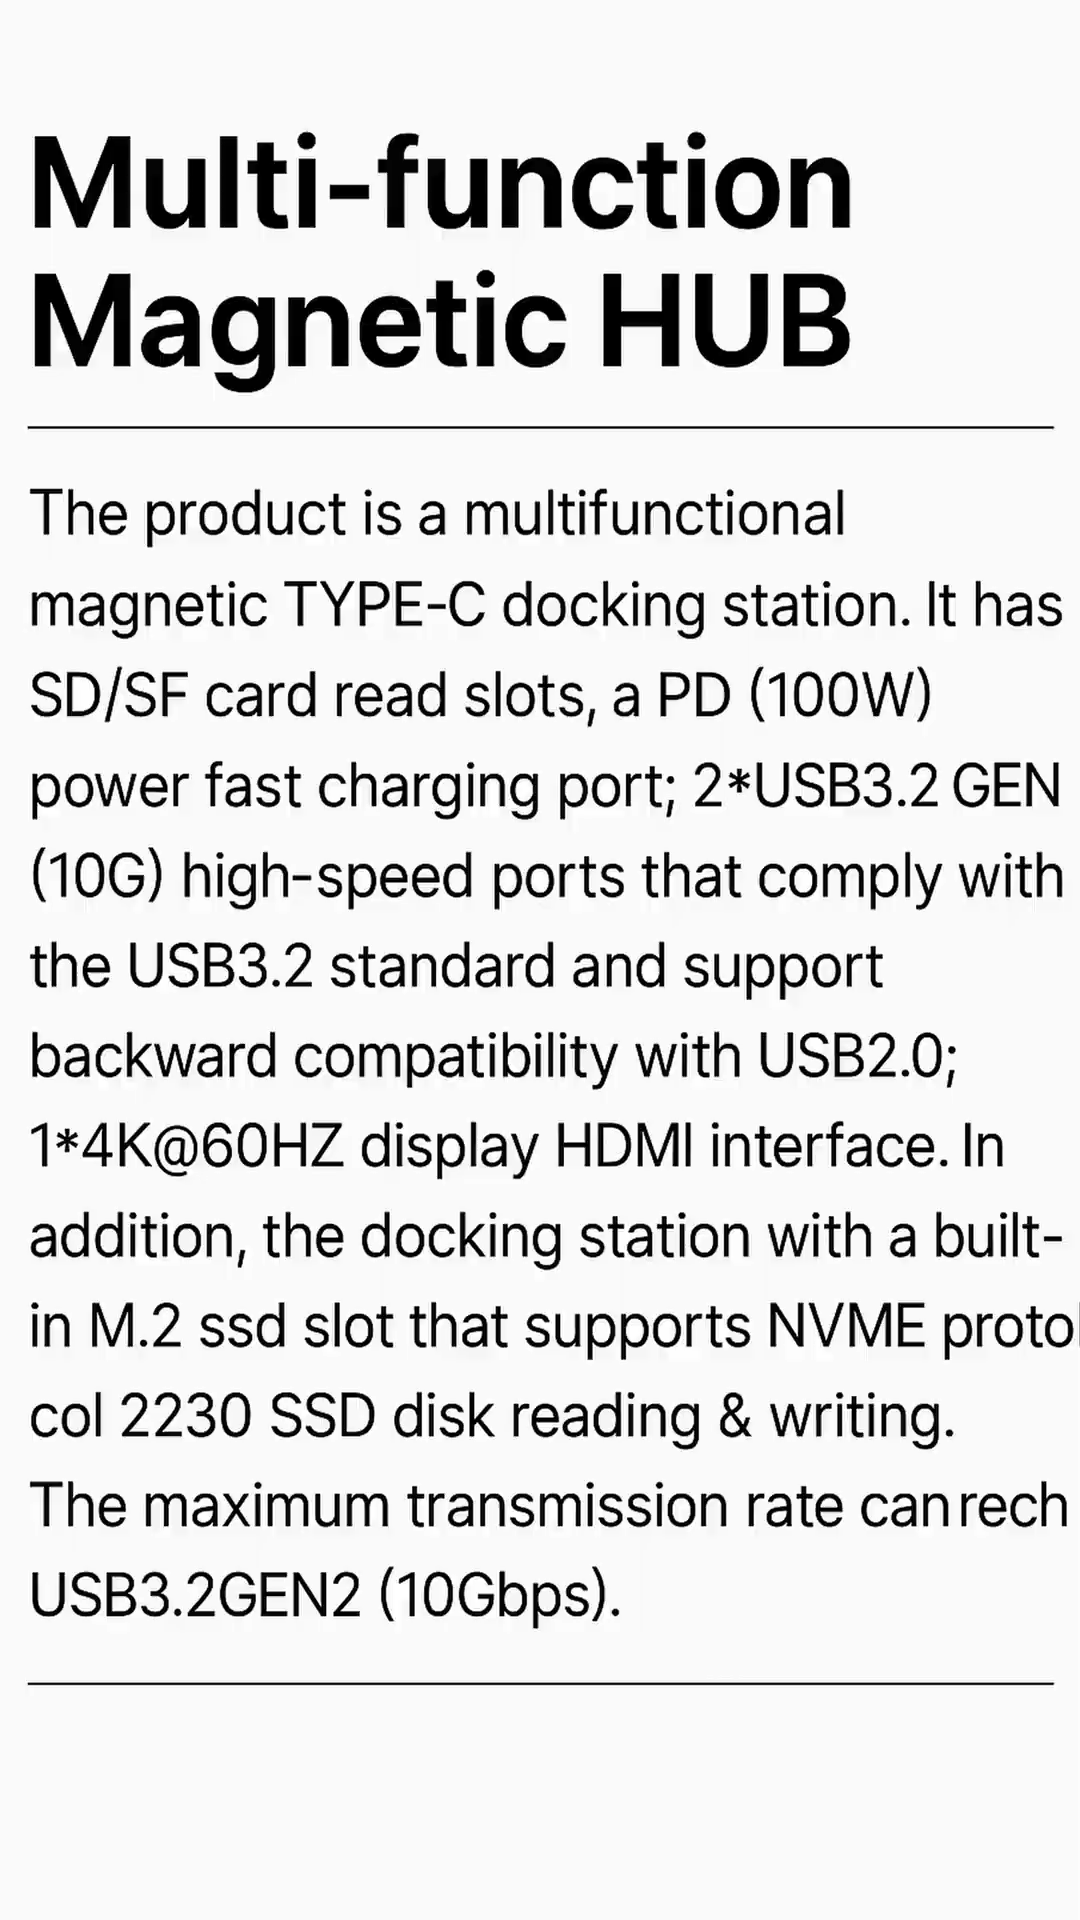 Multi-function
Magnetic HUB
The product is a multifunctional
magnetic TYPE-C docking station. It has
SD/SF card read slots, a PD (100W)
power fast charging port; 2*USB3.2 GEN
(10G) high-speed ports that comply with
the USB3.2 standard and support
backward compatibility with USB2.0;
1*4K@60HZ display HDMI interface. In
addition, the docking station with a built-
in M.2 ssd slot that supports NVME proto
col 2230 SSD disk reading & writing.
The maximum transmission rate can rech
USB3.2GEN2 (10Gbps).